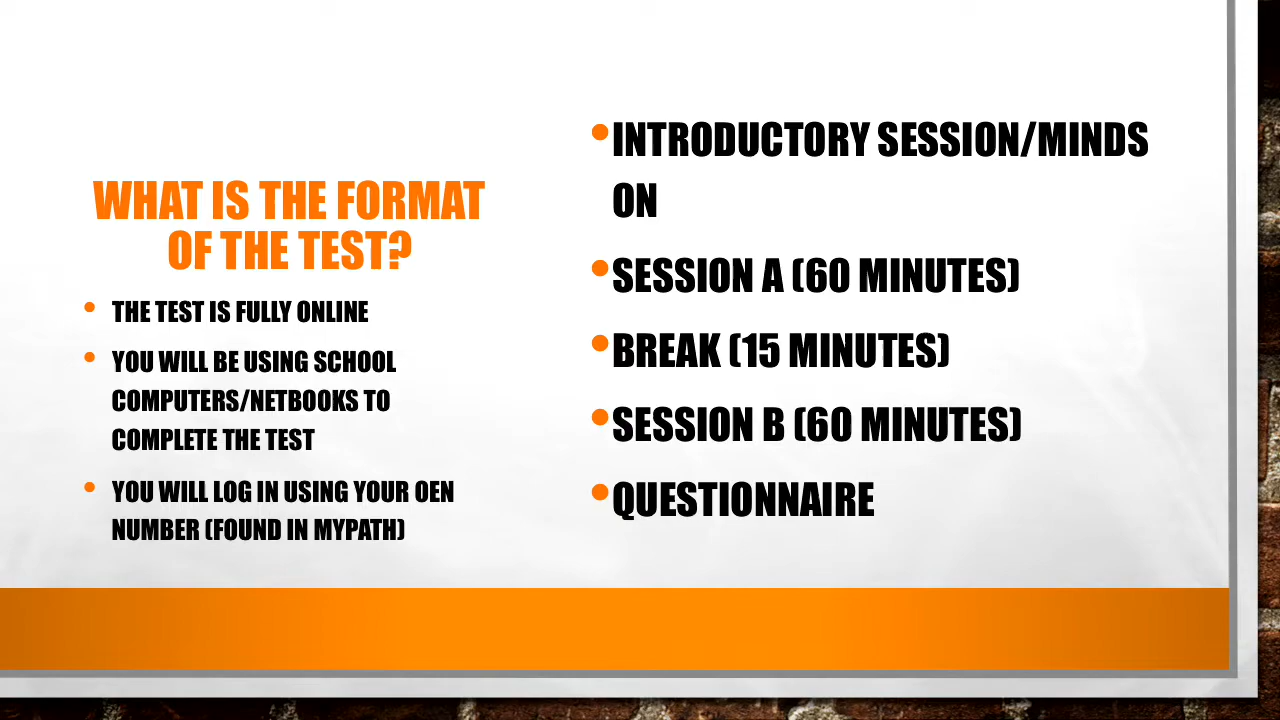 WHAT IS THE FORMAT
OF THE TEST?
• THE TEST IS FULLY ONLINE
• YOU WILL BE USING SCHOOL
COMPUTERS/NETBOOKS TO
COMPLETE THE TEST
• YOU WILL LOG IN USING YOUR OEN
NUMBER (FOUND IN MYPATH)
• INTRODUCTORY SESSION/MINDS
ON
• SESSION A (60 MINUTES)
• BREAK (15 MINUTES)
• SESSION B (60 MINUTES)
• QUESTIONNAIRE